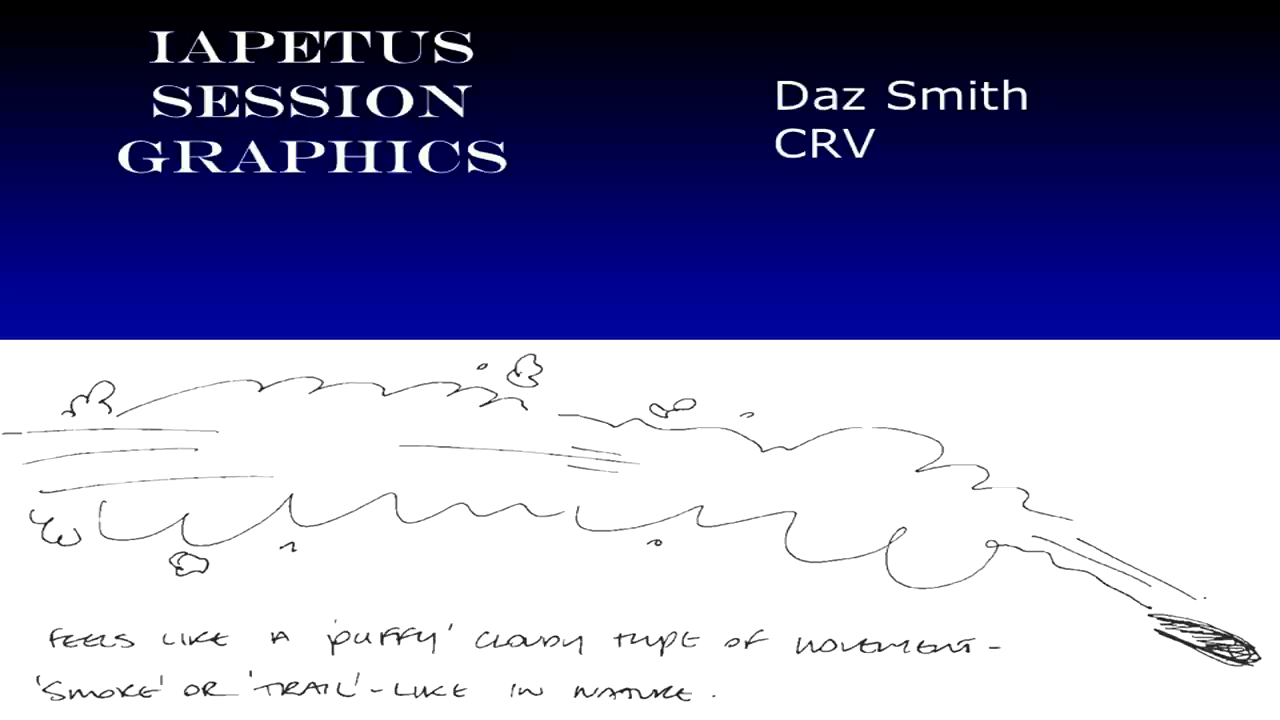 IAPETUS
SESSION
GRAPHICS
Daz Smith
CRV
FEELS LIKE A 'PUFFY' CLOUDY TYPE OF MOVEMENT -
'SMOKE' OR 'TRAIL' - LIKE IN NATURE .